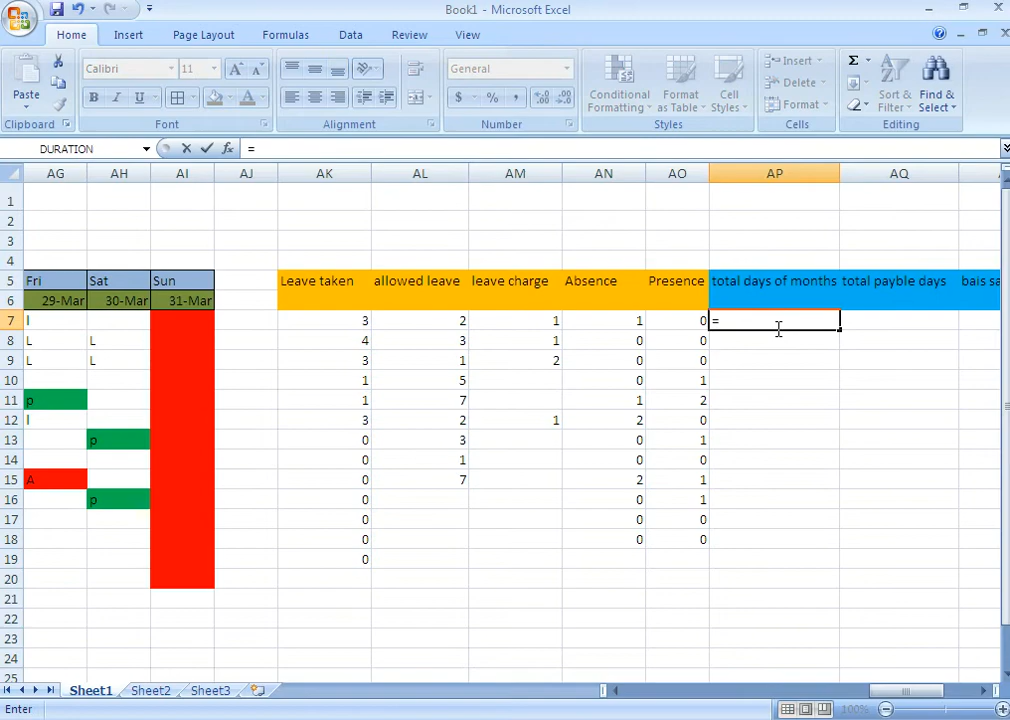 Book1 - Microsoft Excel
Home Insert Page Layout Formulas Data Review View
Paste Calibri 11 A A General Conditional Formatting Format as Table Cell Styles Insert Delete Format Σ Sort & Filter Find & Select
B I U A $ % ,
Clipboard Font Alignment Number Styles Cells Editing
DURATION fx =
AG AH AI AJ AK AL AM AN AO AP AQ
1
2
3
4
5 Fri Sat Sun Leave taken allowed leave leave charge Absence Presence total days of months total payble days bais sa
6 29-Mar 30-Mar 31-Mar
7 l 3 2 1 1 0 =
8 L L 4 3 1 0 0
9 L L 3 1 2 0 0
10 1 5 0 1
11 p 1 7 1 2
12 l 3 2 1 2 0
13 p 0 3 0 1
14 0 1 0 0
15 A 0 7 2 1
16 p 0 0 1
17 0 0 0
18 0 0 0
19 0
20
21
22
23
24
25
Sheet1 Sheet2 Sheet3
Enter 100%